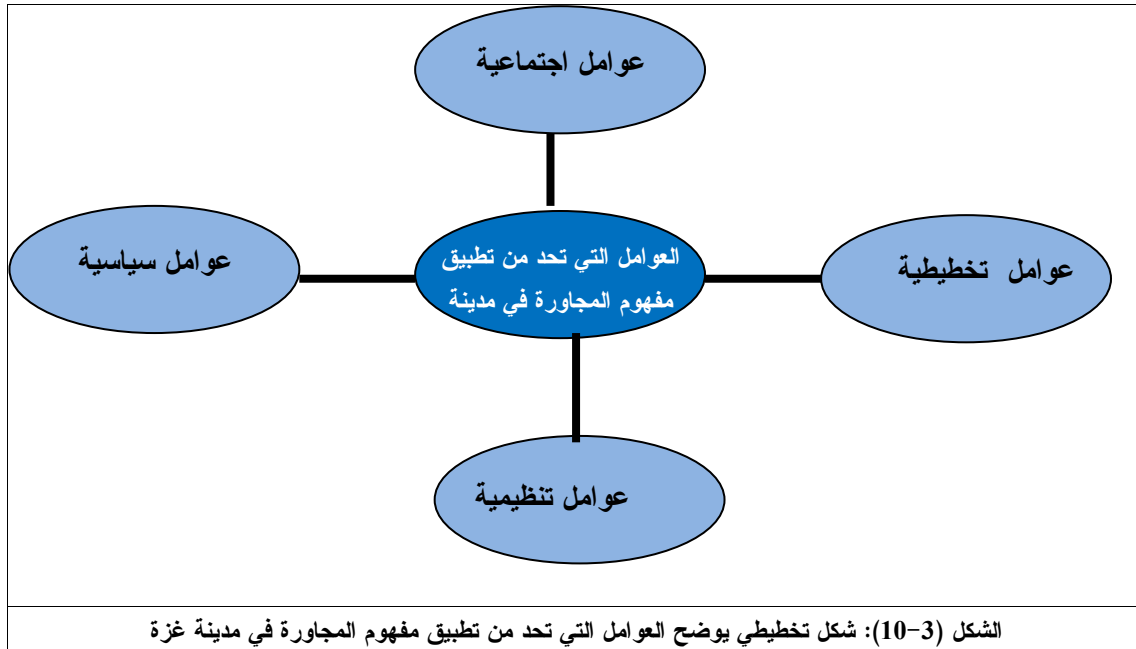 عوامل اجتماعية
عوامل تخطيطية
العوامل التي تحد من تطبيق
مفهوم المجاورة في مدينة
عوامل سياسية
عوامل تنظيمية
الشكل (3-10): شكل تخطيطي يوضح العوامل التي تحد من تطبيق مفهوم المجاورة في مدينة غزة